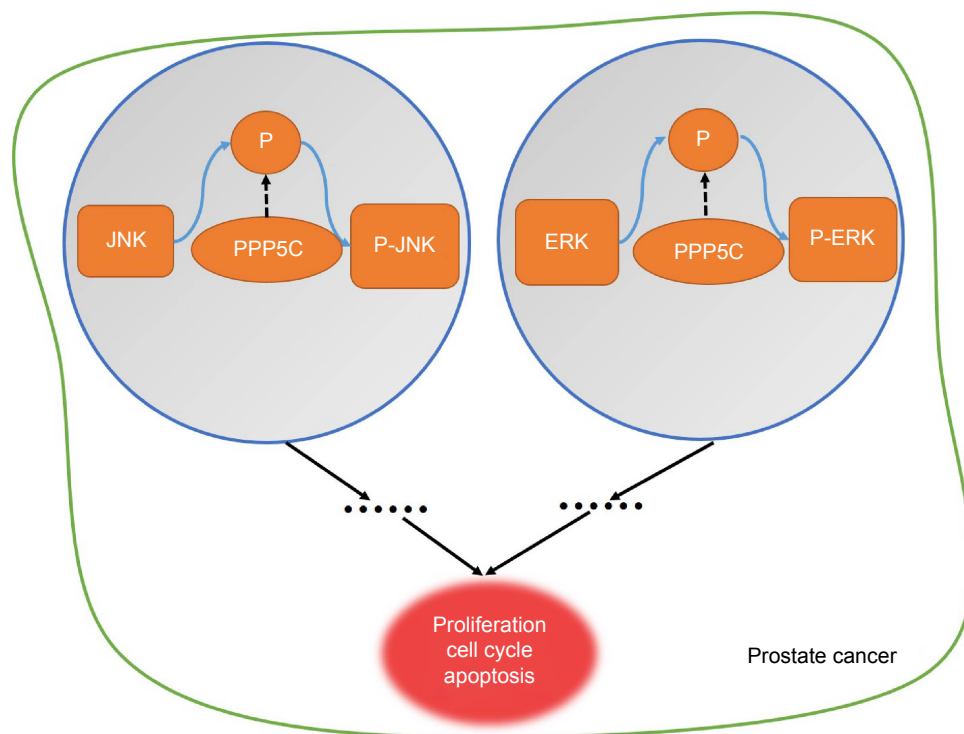 P
JNK
PPP5C
P-JNK
P
ERK
PPP5C
P-ERK
Proliferation
cell cycle
apoptosis
Prostate cancer